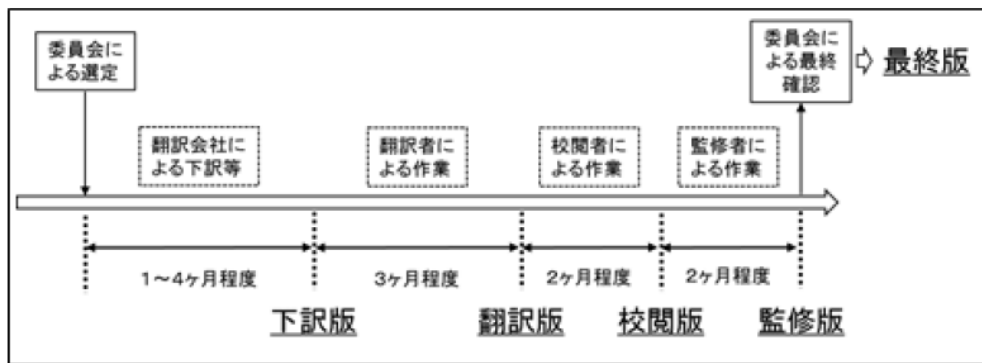 委員会に
よる選定
委員会に
よる最終
確認
最終版
翻訳会社に
よる下訳等
翻訳者に
よる作業
校閲者に
よる作業
監修者に
よる作業
1～4ヶ月程度
3ヶ月程度
2ヶ月程度
2ヶ月程度
下訳版
翻訳版
校閲版
監修版